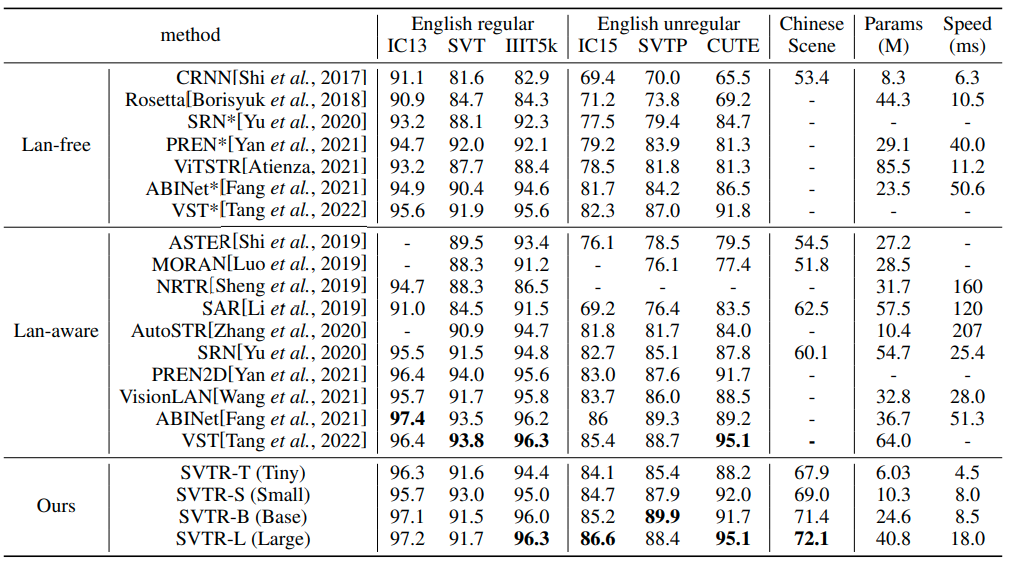 method English regular English unregular Chinese Params Speed
IC13 SVT IIIT5k IC15 SVTP CUTE Scene (M) (ms)
Lan-free
CRNN[Shi et al., 2017] 91.1 81.6 82.9 69.4 70.0 65.5 53.4 8.3 6.3
Rosetta[Borisyuk et al., 2018] 90.9 84.7 84.3 71.2 73.8 69.2 - 44.3 10.5
SRN*[Yu et al., 2020] 93.2 88.1 92.3 77.5 79.4 84.7 - - -
PREN*[Yan et al., 2021] 94.7 92.0 92.1 79.2 83.9 81.3 - 29.1 40.0
ViTSTR[Atienza, 2021] 93.2 87.7 88.4 78.5 81.8 81.3 - 85.5 11.2
ABINet*[Fang et al., 2021] 94.9 90.4 94.6 81.7 84.2 86.5 - 23.5 50.6
VST*[Tang et al., 2022] 95.6 91.9 95.6 82.3 87.0 91.8 - - -
Lan-aware
ASTER[Shi et al., 2019] - 89.5 93.4 76.1 78.5 79.5 54.5 27.2 -
MORAN[Luo et al., 2019] - 88.3 91.2 - 76.1 77.4 51.8 28.5 -
NRTR[Sheng et al., 2019] 94.7 88.3 86.5 - - - - 31.7 160
SAR[Li et al., 2019] 91.0 84.5 91.5 69.2 76.4 83.5 62.5 57.5 120
AutoSTR[Zhang et al., 2020] - 90.9 94.7 81.8 81.7 84.0 - 10.4 207
SRN[Yu et al., 2020] 95.5 91.5 94.8 82.7 85.1 87.8 60.1 54.7 25.4
PREN2D[Yan et al., 2021] 96.4 94.0 95.6 83.0 87.6 91.7 - - -
VisionLAN[Wang et al., 2021] 95.7 91.7 95.8 83.7 86.0 88.5 - 32.8 28.0
ABINet[Fang et al., 2021] 97.4 93.5 96.2 86 89.3 89.2 - 36.7 51.3
VST[Tang et al., 2022] 96.4 93.8 96.3 85.4 88.7 95.1 - 64.0 -
Ours
SVTR-T (Tiny) 96.3 91.6 94.4 84.1 85.4 88.2 67.9 6.03 4.5
SVTR-S (Small) 95.7 93.0 95.0 84.7 87.9 92.0 69.0 10.3 8.0
SVTR-B (Base) 97.1 91.5 96.0 85.2 89.9 91.7 71.4 24.6 8.5
SVTR-L (Large) 97.2 91.7 96.3 86.6 88.4 95.1 72.1 40.8 18.0